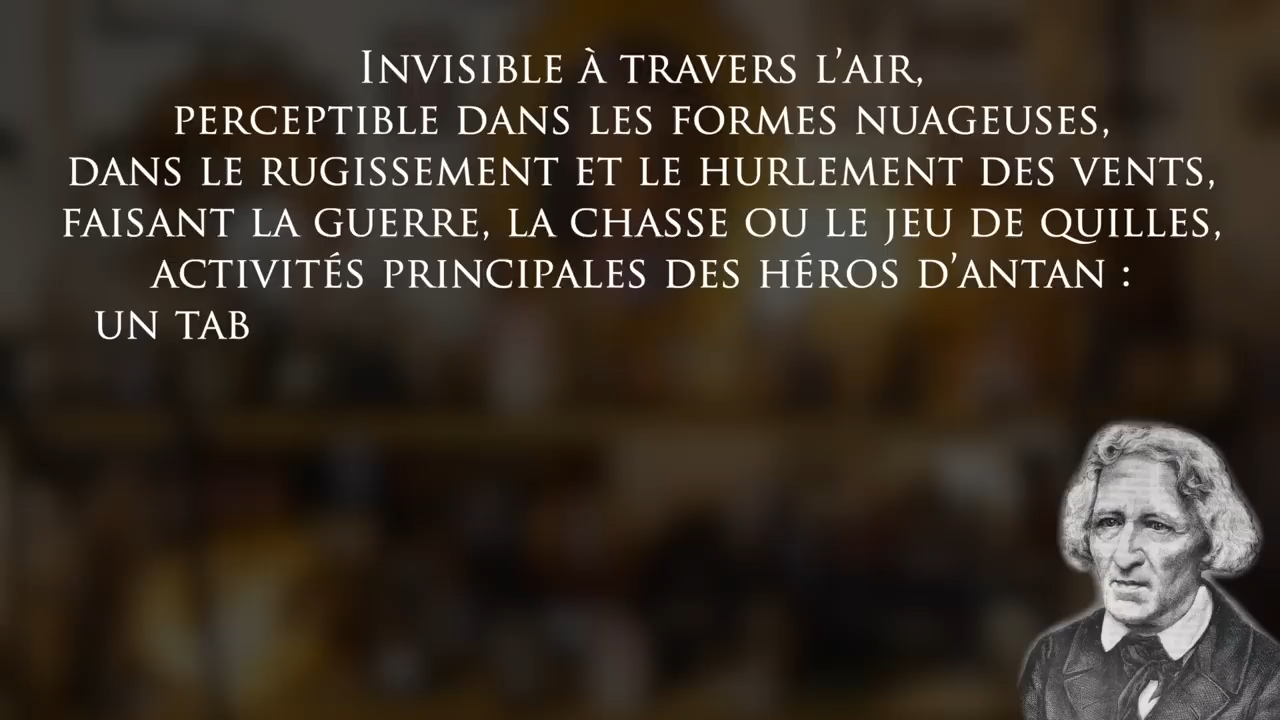 Invisible à travers l'air,
perceptible dans les formes nuageuses,
dans le rugissement et le hurlement des vents,
faisant la guerre, la chasse ou le jeu de quilles,
activités principales des héros d'antan :
un tab